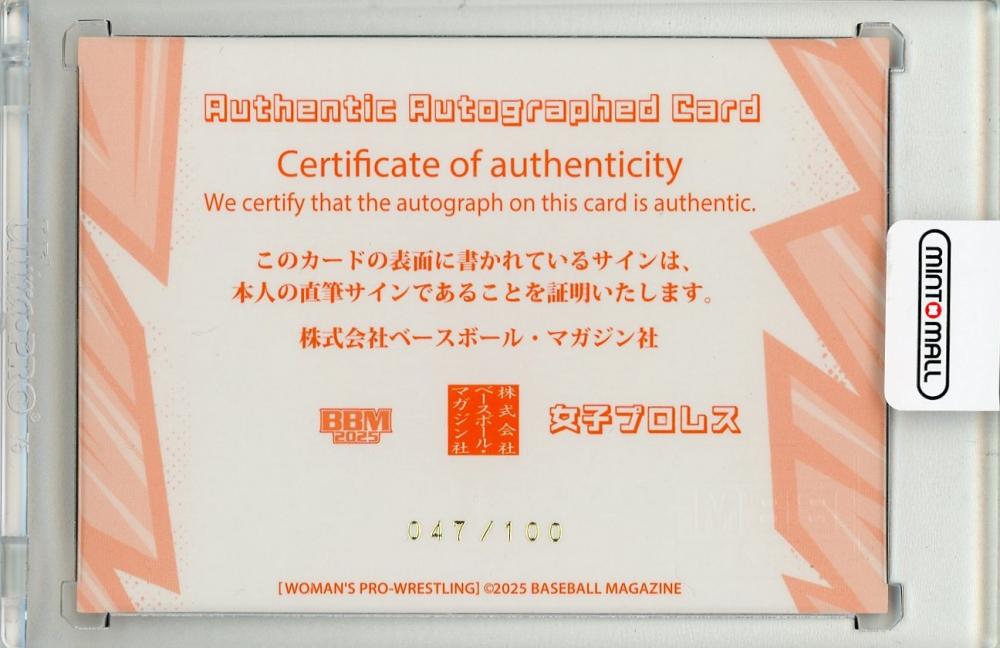 Authentic Autographed Card
Certificate of authenticity
We certify that the autograph on this card is authentic.
このカードの表面に書かれているサインは、
本人の直筆サインであることを証明いたします。
株式会社ベースボール・マガジン社
BBM
2025
株式会社
ベースボール・
マガジン社
女子プロレス
047/100
[WOMAN'S PRO-WRESTLING] ©2025 BASEBALL MAGAZINE
MINTOMALL
ULTRA PRO®